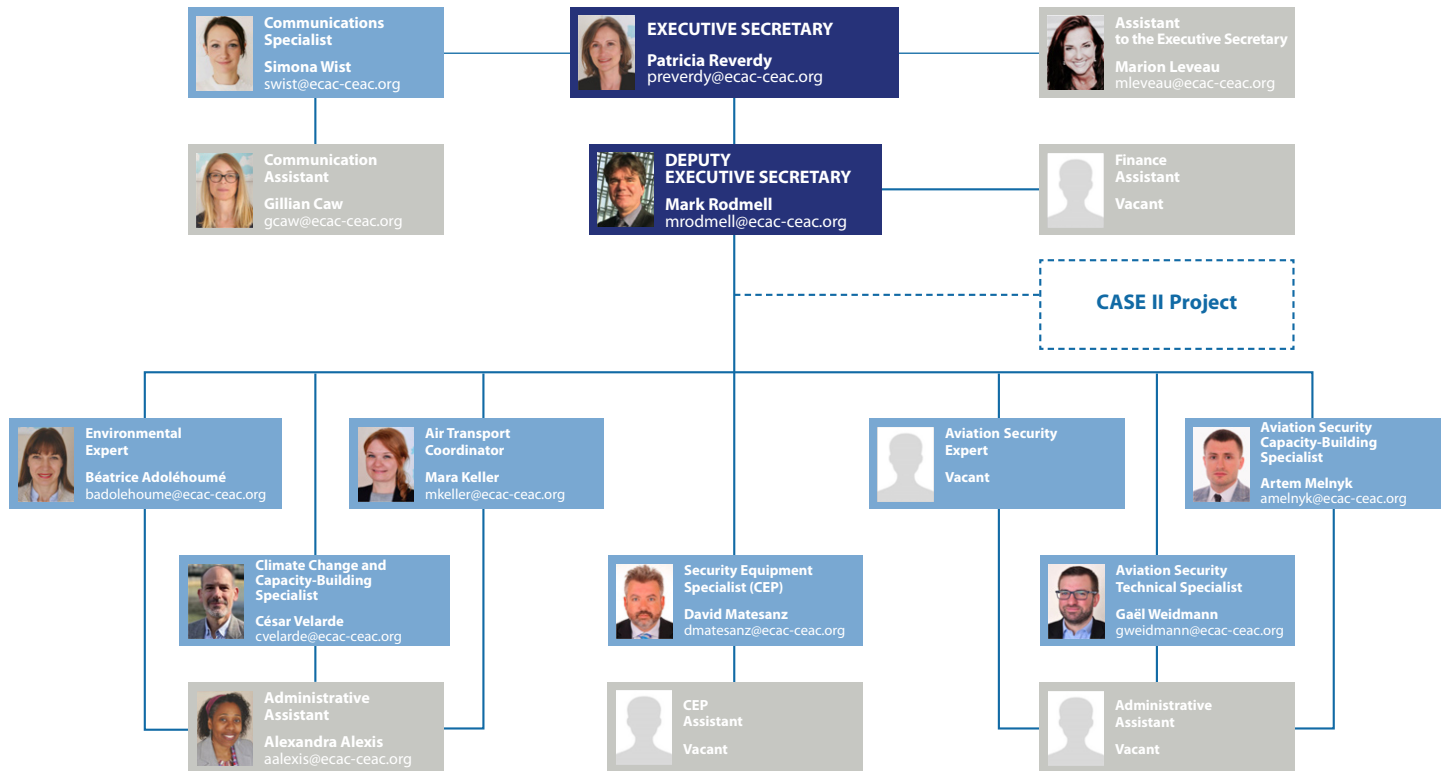 Communications
Specialist
Simona Wist
swist@ecac-ceac.org
EXECUTIVE SECRETARY
Patricia Reverdy
preverdy@ecac-ceac.org
Assistant
to the Executive Secretary
Marion Leveau
mleveau@ecac-ceac.org
Communication
Assistant
Gillian Caw
gcaw@ecac-ceac.org
DEPUTY
EXECUTIVE SECRETARY
Mark Rodmell
mrodmell@ecac-ceac.org
Finance
Assistant
Vacant
CASE II Project
Environmental
Expert
Béatrice Adoléhoumé
badolehoume@ecac-ceac.org
Air Transport
Coordinator
Mara Keller
mkeller@ecac-ceac.org
Aviation Security
Expert
Vacant
Aviation Security
Capacity-Building
Specialist
Artem Melnyk
amelnyk@ecac-ceac.org
Climate Change and
Capacity-Building
Specialist
César Velarde
cvelarde@ecac-ceac.org
Security Equipment
Specialist (CEP)
David Matesanz
dmatesanz@ecac-ceac.org
Aviation Security
Technical Specialist
Gaël Weidmann
gweidmann@ecac-ceac.org
Administrative
Assistant
Alexandra Alexis
aalexis@ecac-ceac.org
CEP
Assistant
Vacant
Administrative
Assistant
Vacant